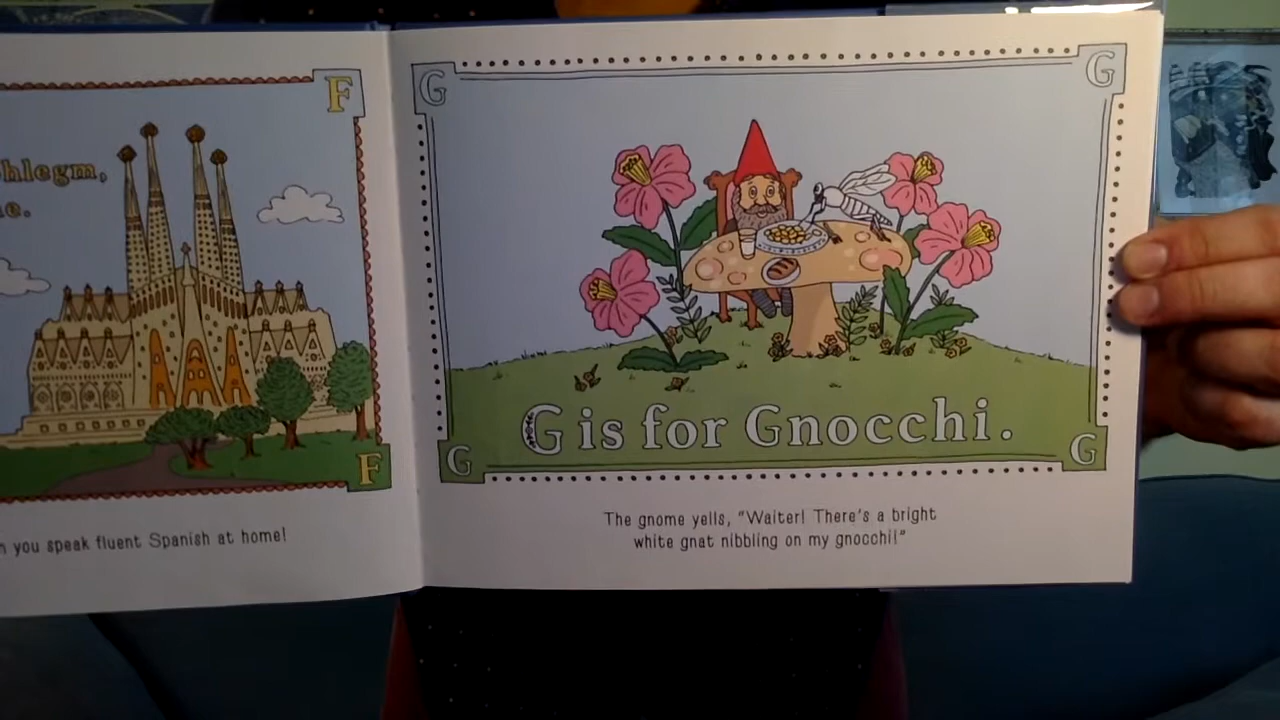 F
hlegm,
e.
F
n you speak fluent Spanish at home!
G
G
G is for Gnocchi.
G
G
The gnome yells, "Waiter! There's a bright
white gnat nibbling on my gnocchi!"